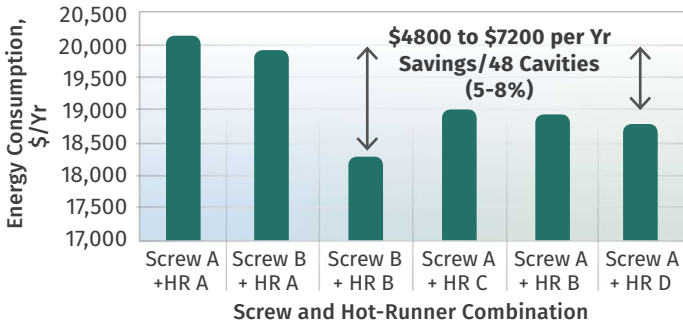 Energy Consumption,
$/Yr
20,500
20,000
19,500
19,000
18,500
18,000
17,500
17,000
$4800 to $7200 per Yr
Savings/48 Cavities
(5-8%)
Screw A
+HR A
Screw B
+ HR A
Screw B
+ HR B
Screw A
+ HR C
Screw A
+ HR B
Screw A
+ HR D
Screw and Hot-Runner Combination